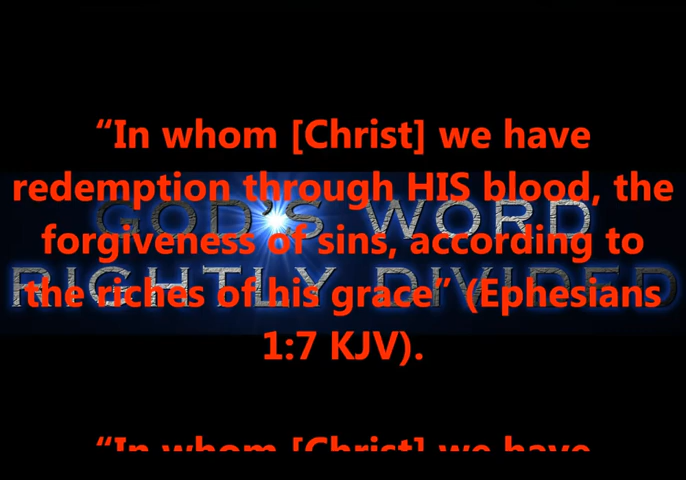 “In whom [Christ] we have
redemption through HIS blood, the
forgiveness of sins, according to
the riches of his grace” (Ephesians
1:7 KJV).
“In whom [Christ] we have
GOD'S WORD
RIGHTLY DIVIDED